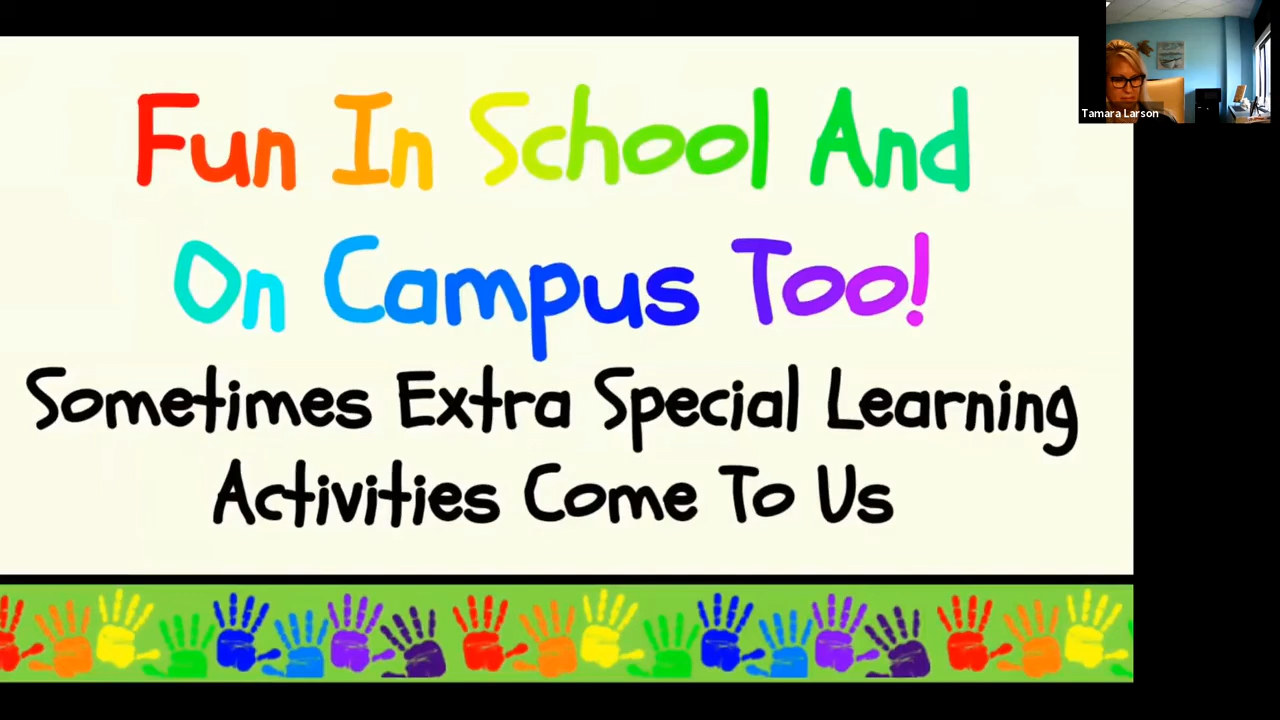 Fun In School And
On Campus Too!
Sometimes Extra Special Learning
Activities Come To Us
Tamara Larson